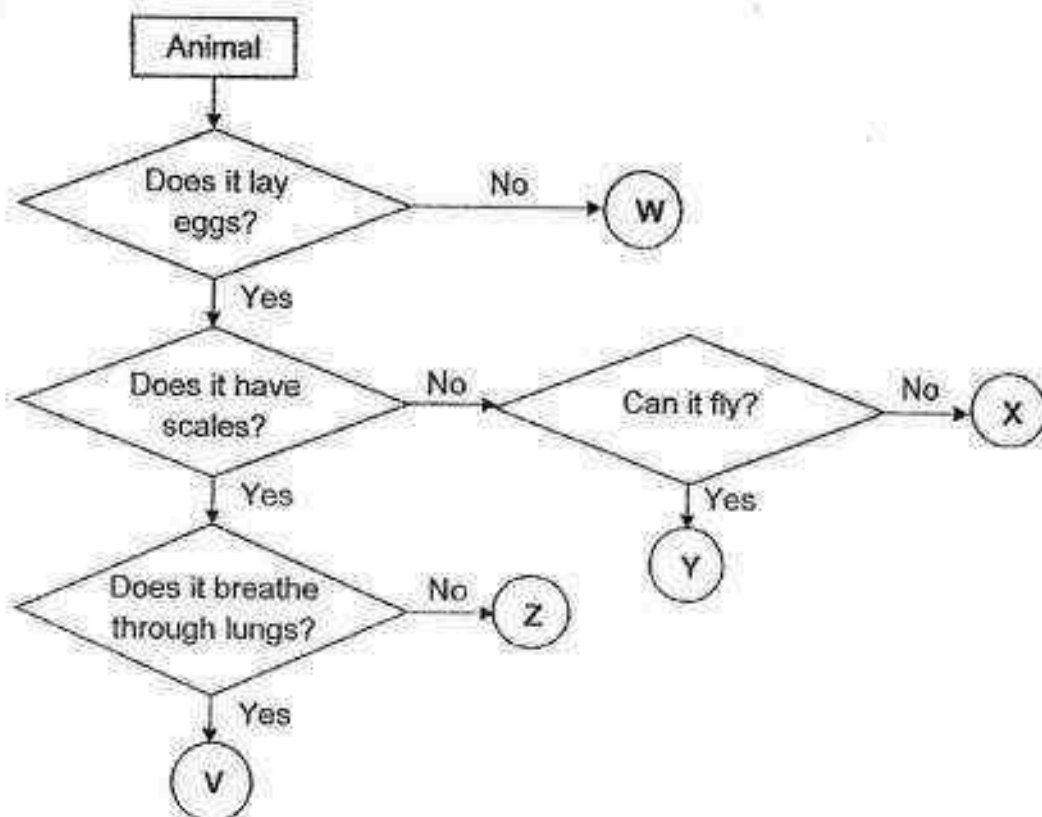 Animal
Does it lay
eggs?
No
W
Yes
Does it have
scales?
No
Can it fly?
No
X
Yes
Yes
Y
Does it breathe
through lungs?
No
Z
Yes
V